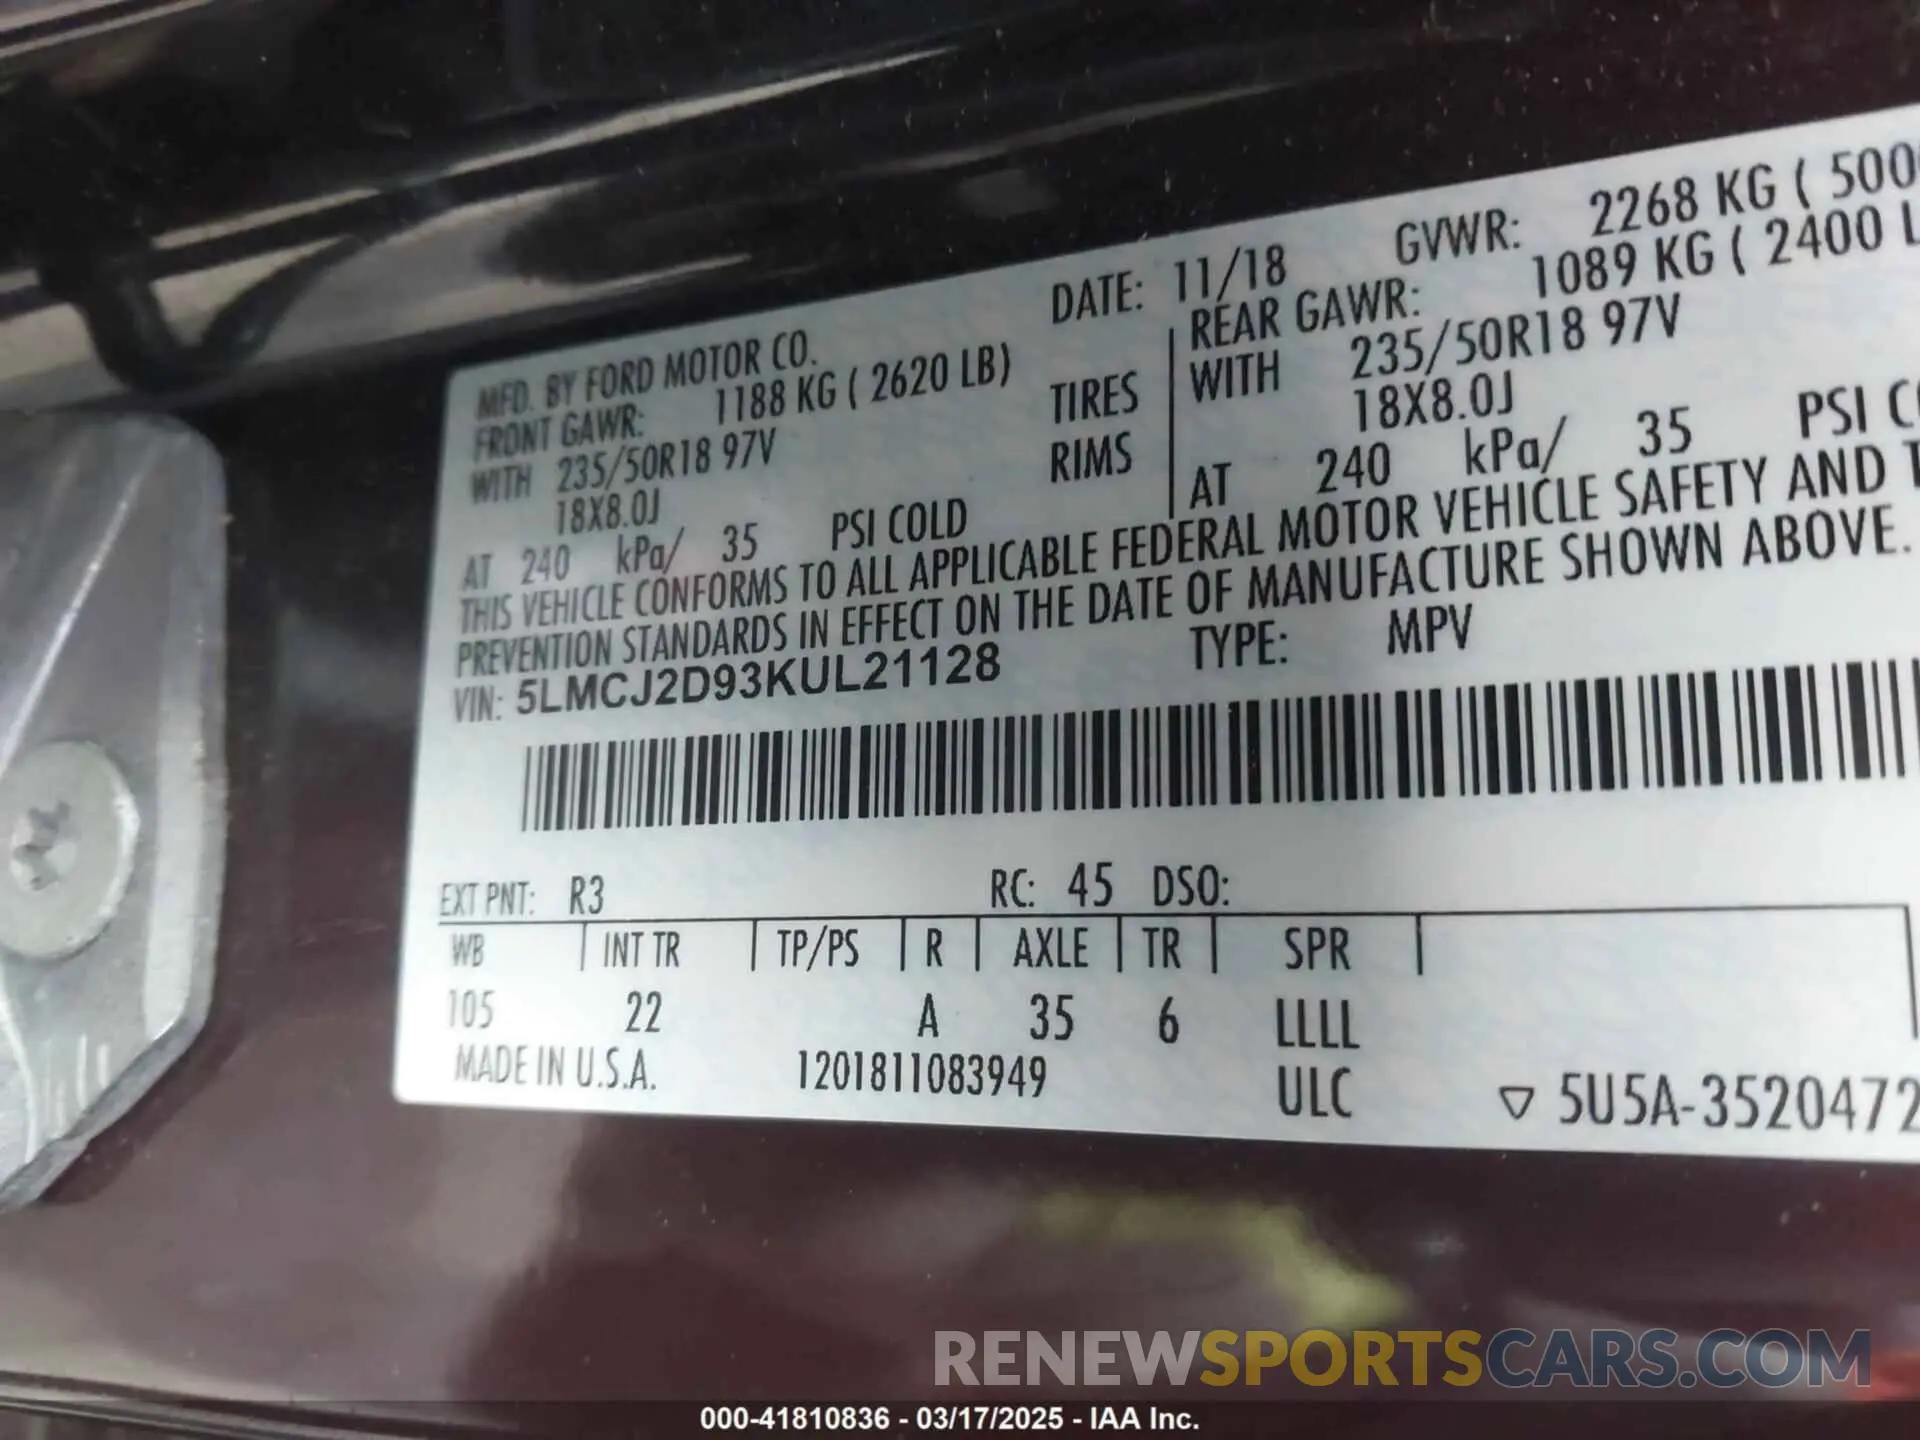 MFD. BY FORD MOTOR CO.
DATE: 11/18
GVWR: 2268 KG ( 500
FRONT GAWR: 1188 KG ( 2620 LB)
REAR GAWR: 1089 KG ( 2400 L
WITH 235/50R18 97V
TIRES
WITH 235/50R18 97V
18X8.0J
RIMS
18X8.0J
AT 240 kPa/ 35 PSI COLD
AT 240 kPa/ 35 PSI C
THIS VEHICLE CONFORMS TO ALL APPLICABLE FEDERAL MOTOR VEHICLE SAFETY AND T
PREVENTION STANDARDS IN EFFECT ON THE DATE OF MANUFACTURE SHOWN ABOVE.
VIN: 5LMCJ2D93KUL21128
TYPE: MPV
EXT PNT: R3
RC: 45 DSO:
WB | INT TR | TP/PS | R | AXLE | TR | SPR |
105 22 A 35 6 LLLL
MADE IN U.S.A. 1201811083949 ULC ▽ 5U5A-3520472
RENEWSPORTSCARS.COM
000-41810836 - 03/17/2025 - IAA Inc.